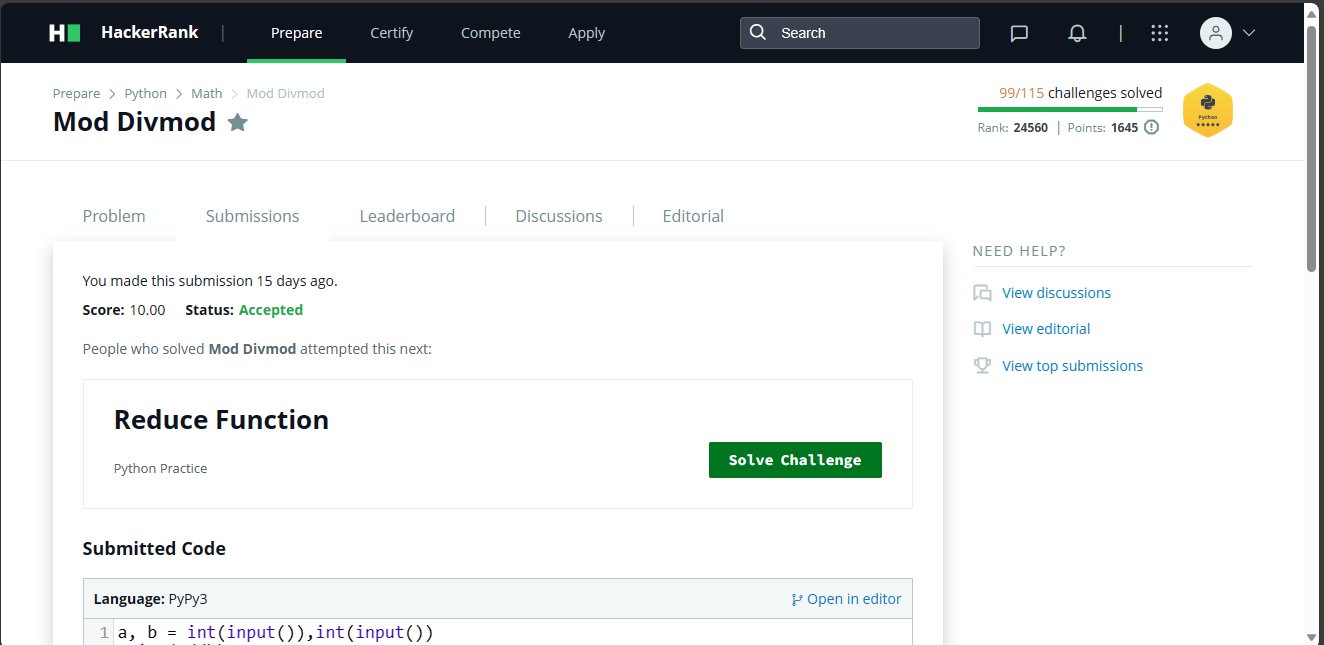 H HackerRank | Prepare Certify Compete Apply Search |
Prepare > Python > Math > Mod Divmod
Mod Divmod
99/115 challenges solved
Rank: 24560 | Points: 1645
Python
Problem Submissions Leaderboard Discussions Editorial
You made this submission 15 days ago.
Score: 10.00 Status: Accepted
People who solved Mod Divmod attempted this next:
Reduce Function
Python Practice
Solve Challenge
Submitted Code
Language: PyPy3
Open in editor
1 a, b = int(input()),int(input())
NEED HELP?
View discussions
View editorial
View top submissions